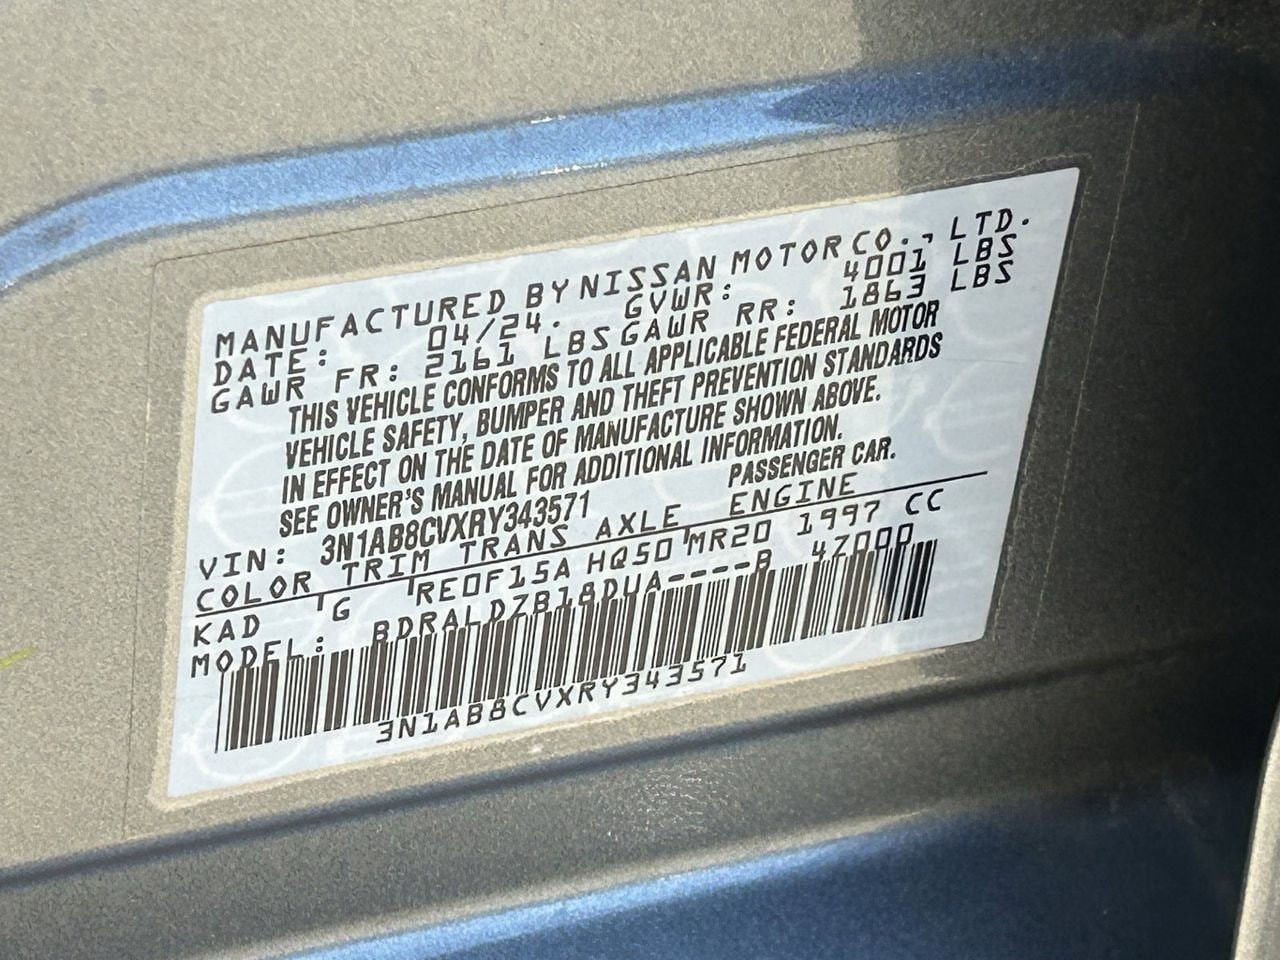 MANUFACTURED BY NISSAN MOTOR CO., LTD.
DATE: 04/24. GVWR: 4001 LBS
GAWR FR: 2161 LBS GAWR RR: 1863 LBS
THIS VEHICLE CONFORMS TO ALL APPLICABLE FEDERAL MOTOR
VEHICLE SAFETY, BUMPER AND THEFT PREVENTION STANDARDS
IN EFFECT ON THE DATE OF MANUFACTURE SHOWN ABOVE.
SEE OWNER'S MANUAL FOR ADDITIONAL INFORMATION.
VIN: 3N1AB8CVXRY343571 PASSENGER CAR.
COLOR TRIM TRANS AXLE ENGINE
KAD G RE0F15A HQ50 MR20 1997 CC
MODEL: BDRALDZB18DUA----B 47000
3N1AB8CVXRY343571